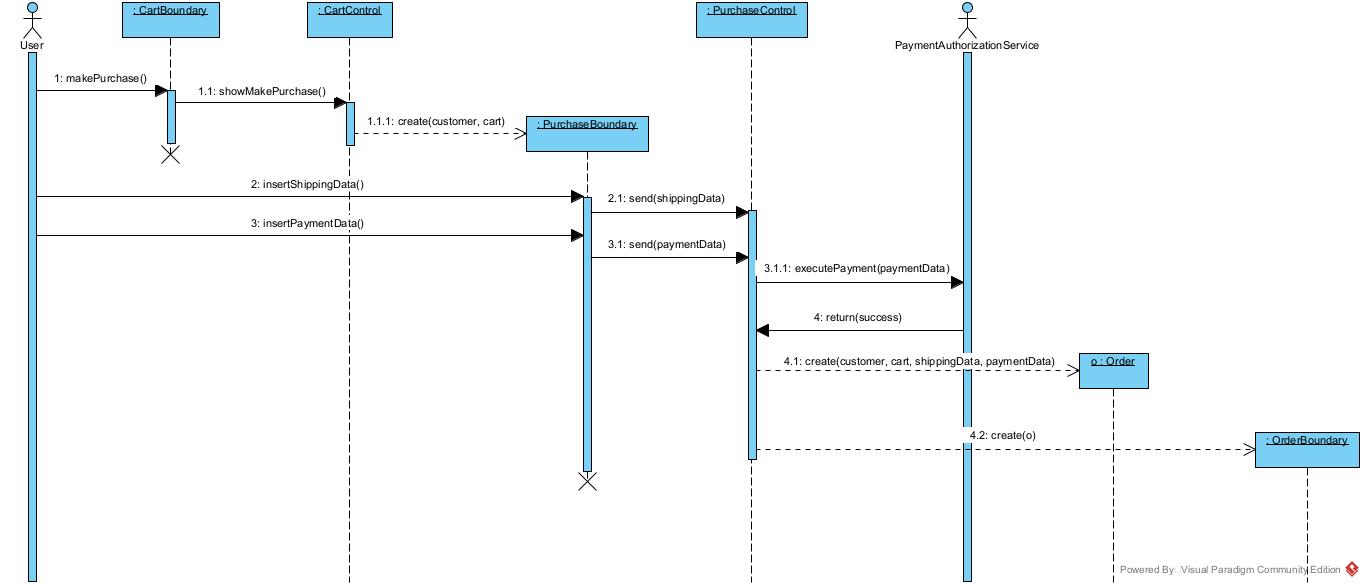 : CartBoundary
: CartControl
: PurchaseControl
User
PaymentAuthorizationService
1: makePurchase()
1.1: showMakePurchase()
1.1.1: create(customer, cart)
: PurchaseBoundary
2: insertShippingData()
2.1: send(shippingData)
3: insertPaymentData()
3.1: send(paymentData)
3.1.1: executePayment(paymentData)
4: return(success)
4.1: create(customer, cart, shippingData, paymentData)
o : Order
4.2: create(o)
: OrderBoundary
Powered By Visual Paradigm Community Edition